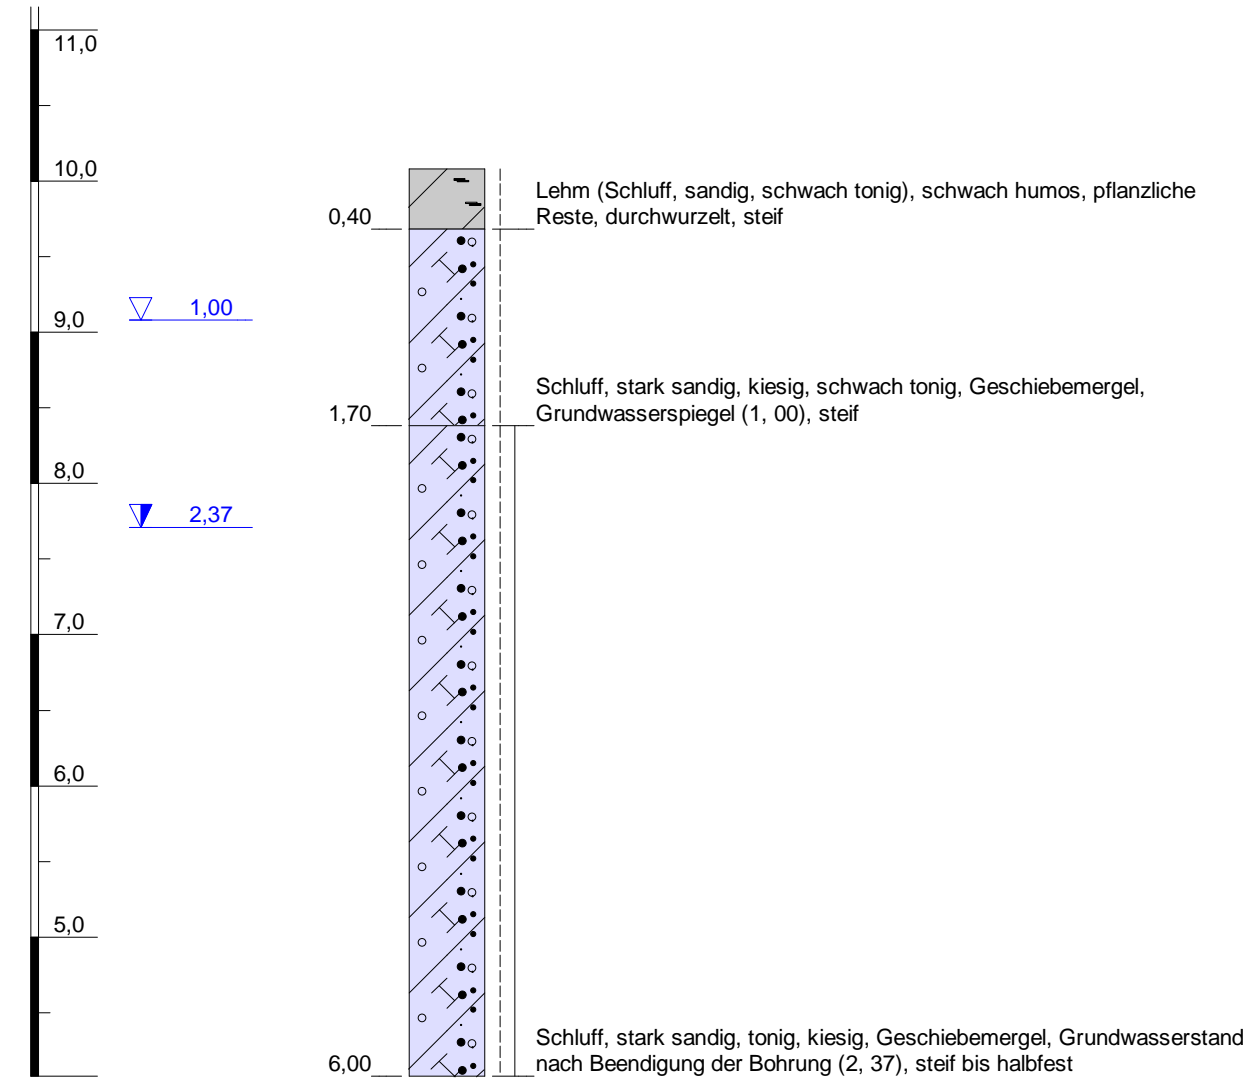 11,0
10,0
Lehm (Schluff, sandig, schwach tonig), schwach humos, pflanzliche
0,40
Reste, durchwurzelt, steif
1,00
9,0
Schluff, stark sandig, kiesig, schwach tonig, Geschiebemergel,
1,70
Grundwasserspiegel (1, 00), steif
8,0
2,37
7,0
6,0
5,0
Schluff, stark sandig, tonig, kiesig, Geschiebemergel, Grundwasserstand
6,00
nach Beendigung der Bohrung (2, 37), steif bis halbfest